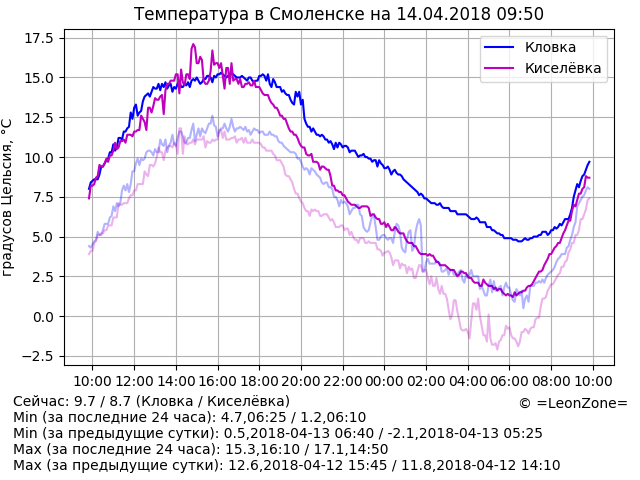 Температура в Смоленске на 14.04.2018 09:50
17.5
15.0
12.5
10.0
7.5
5.0
2.5
0.0
−2.5
градусов Цельсия, °C
Кловка
Киселёвка
10:00 12:00 14:00 16:00 18:00 20:00 22:00 00:00 02:00 04:00 06:00 08:00 10:00
Сейчас: 9.7 / 8.7 (Кловка / Киселёвка)
© =LeonZone=
Min (за последние 24 часа): 4.7,06:25 / 1.2,06:10
Min (за предыдущие сутки): 0.5,2018-04-13 06:40 / -2.1,2018-04-13 05:25
Max (за последние 24 часа): 15.3,16:10 / 17.1,14:50
Max (за предыдущие сутки): 12.6,2018-04-12 15:45 / 11.8,2018-04-12 14:10